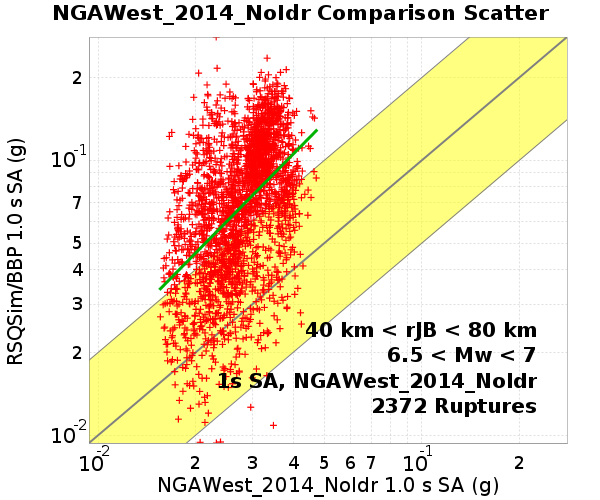 NGAWest_2014_NoIdr Comparison Scatter
RSQSim/BBP 1.0 s SA (g)
2
10^-1
7
5
4
3
2
10^-2
40 km < rJB < 80 km
6.5 < Mw < 7
1s SA, NGAWest_2014_NoIdr
2372 Ruptures
10^-2 2 3 4 5 6 7 10^-1 2
NGAWest_2014_NoIdr 1.0 s SA (g)